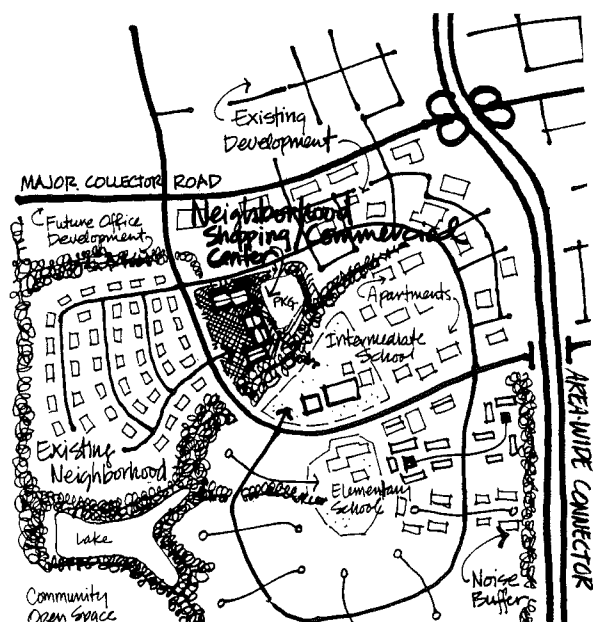 Existing
Development
MAJOR COLLECTOR ROAD
Future Office
Development
Neighborhood
Shopping/Commercial
Center
PKG.
Apartments
Intermediate
School
Existing
Neighborhood
Elementary
School
Lake
Community
Open Space
Noise
Buffer
AREA-WIDE CONNECTOR